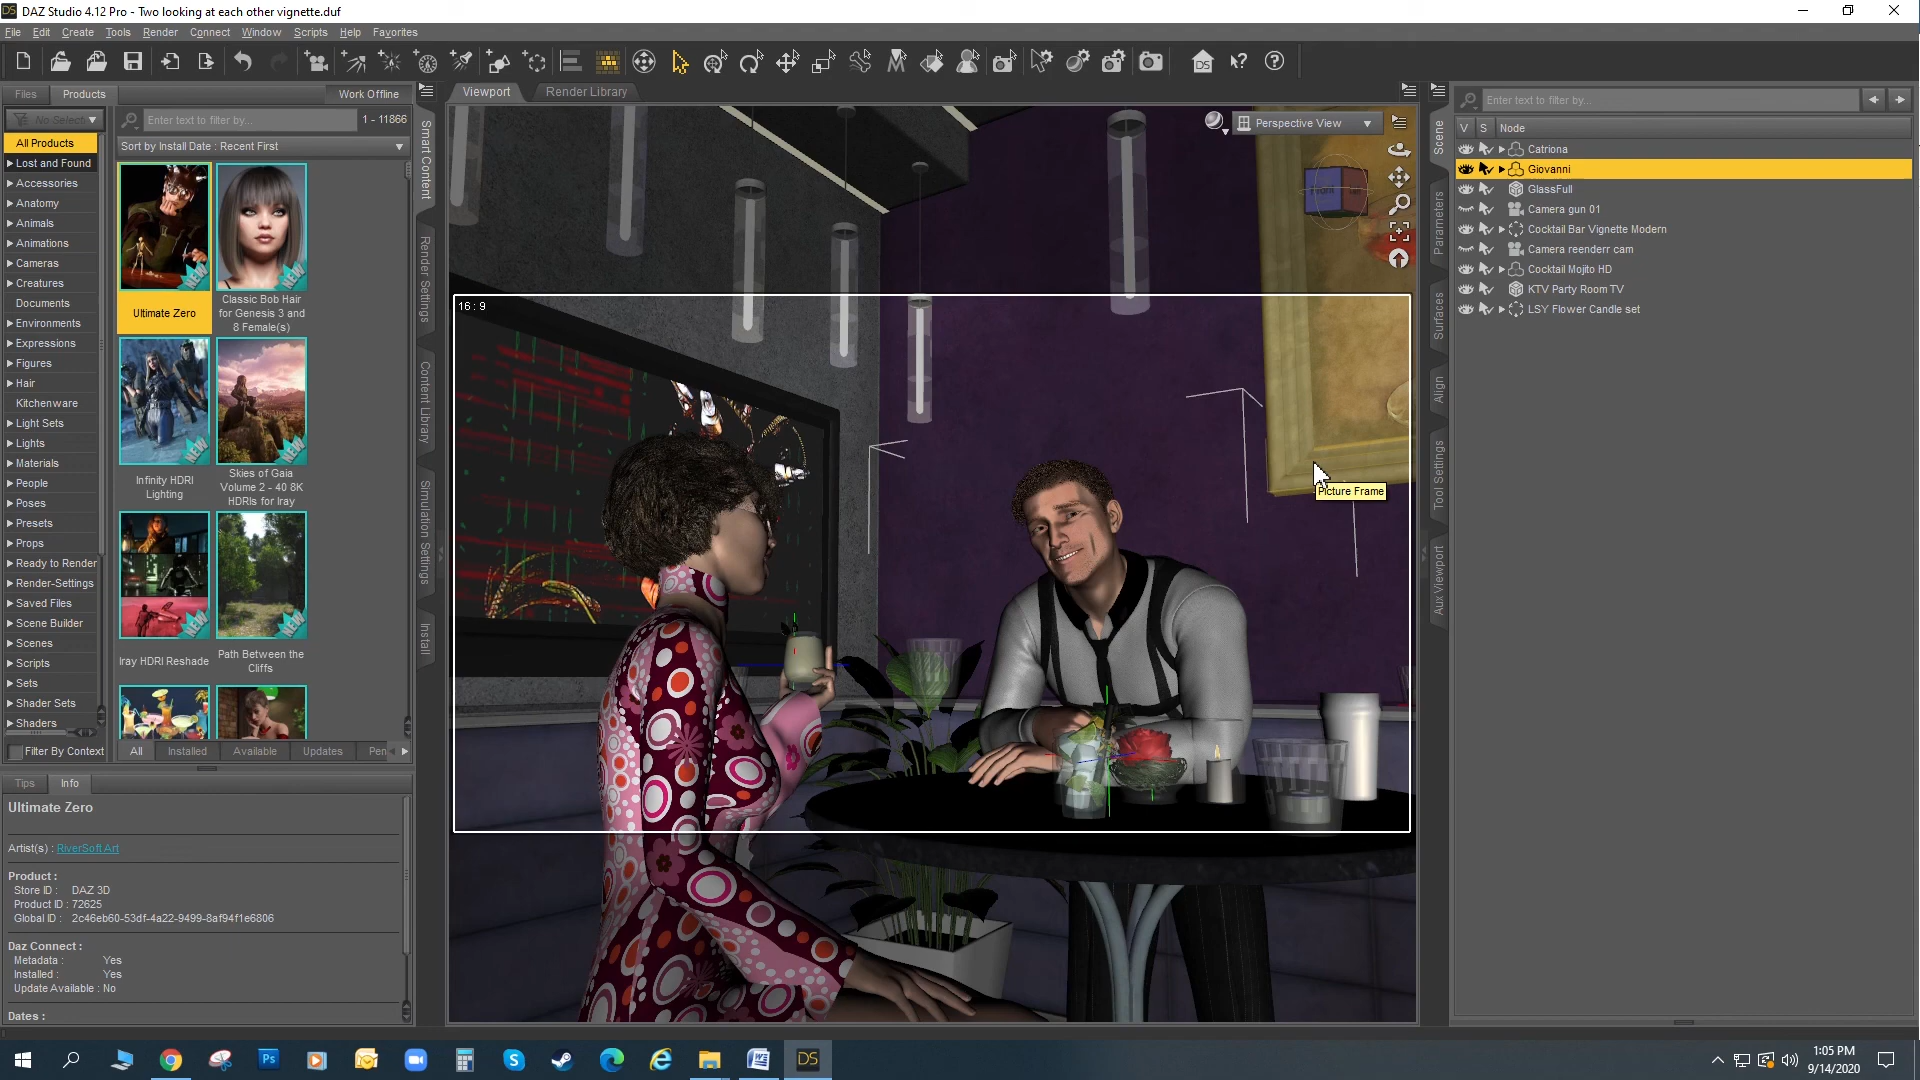 DS DAZ Studio 4.12 Pro - Two looking at each other vignette.duf
File Edit Create Tools Render Connect Window Scripts Help Favorites
DS
Files Products Work Offline
Enter text to filter by... 1 - 11866
Sort by Install Date : Recent First
All Products
Lost and Found
Accessories
Anatomy
Animals
Animations
Cameras
Creatures
Documents
Environments
Expressions
Figures
Hair
Kitchenware
Light Sets
Lights
Materials
People
Poses
Presets
Props
Ready to Render
Render-Settings
Saved Files
Scene Builder
Scenes
Scripts
Sets
Shader Sets
Shaders
Filter By Context
NEW
Ultimate Zero
NEW
Classic Bob Hair
for Genesis 3 and
8 Female(s)
NEW
Infinity HDRI
Lighting
NEW
Skies of Gaia
Volume 2 - 40 8K
HDRIs for Iray
NEW
Iray HDRI Reshade
NEW
Path Between the
Cliffs
All Installed Available Updates Pen
Tips Info
Ultimate Zero
Artist(s) : RiverSoft Art
Product :
Store ID : DAZ 3D
Product ID : 72625
Global ID : 2c46eb60-53df-4a22-9499-8af94f1e6806
Daz Connect :
Metadata : Yes
Installed : Yes
Update Available : No
Dates :
Smart Content
Render Settings
Content Library
Simulation Settings
Install
Viewport Render Library
Perspective View
16 : 9
Picture Frame
Scene
Parameters
Surfaces
Align
Tool Settings
Aux Viewport
Enter text to filter by...
V S Node
Catriona
Giovanni
GlassFull
Camera gun 01
Cocktail Bar Vignette Modern
Camera reenderr cam
Cocktail Mojito HD
KTV Party Room TV
LSY Flower Candle set
Ps
S
DS
1:05 PM
9/14/2020